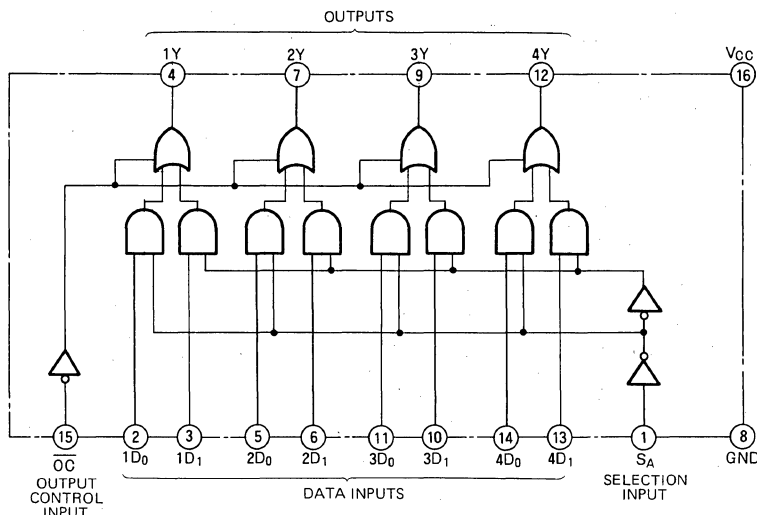 OUTPUTS
1Y 2Y 3Y 4Y VCC
4 7 9 12 16
15 2 3 5 6 11 10 14 13 1 8
OC 1D0 1D1 2D0 2D1 3D0 3D1 4D0 4D1 SA GND
OUTPUT
CONTROL
INPUT
DATA INPUTS
SELECTION
INPUT